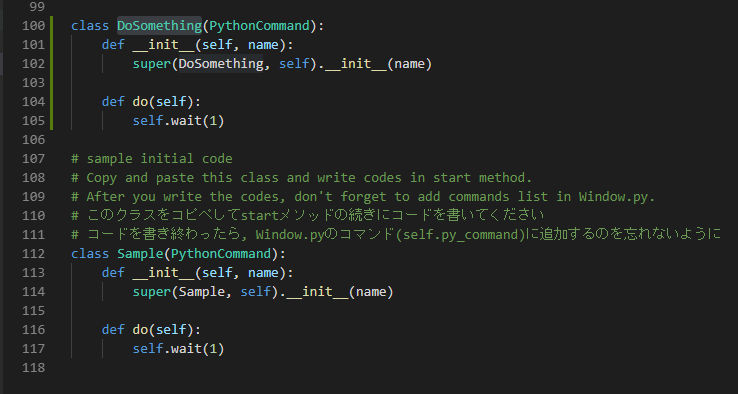 99
100 class DoSomething(PythonCommand):
101     def __init__(self, name):
102         super(DoSomething, self).__init__(name)
103
104     def do(self):
105         self.wait(1)
106
107 # sample initial code
108 # Copy and paste this class and write codes in start method.
109 # After you write the codes, don't forget to add commands list in Window.py.
110 # このクラスをコピペしてstartメソッドの続きにコードを書いてください
111 # コードを書き終わったら, Window.pyのコマンド(self.py_command)に追加するのを忘れないように
112 class Sample(PythonCommand):
113     def __init__(self, name):
114         super(Sample, self).__init__(name)
115
116     def do(self):
117         self.wait(1)
118